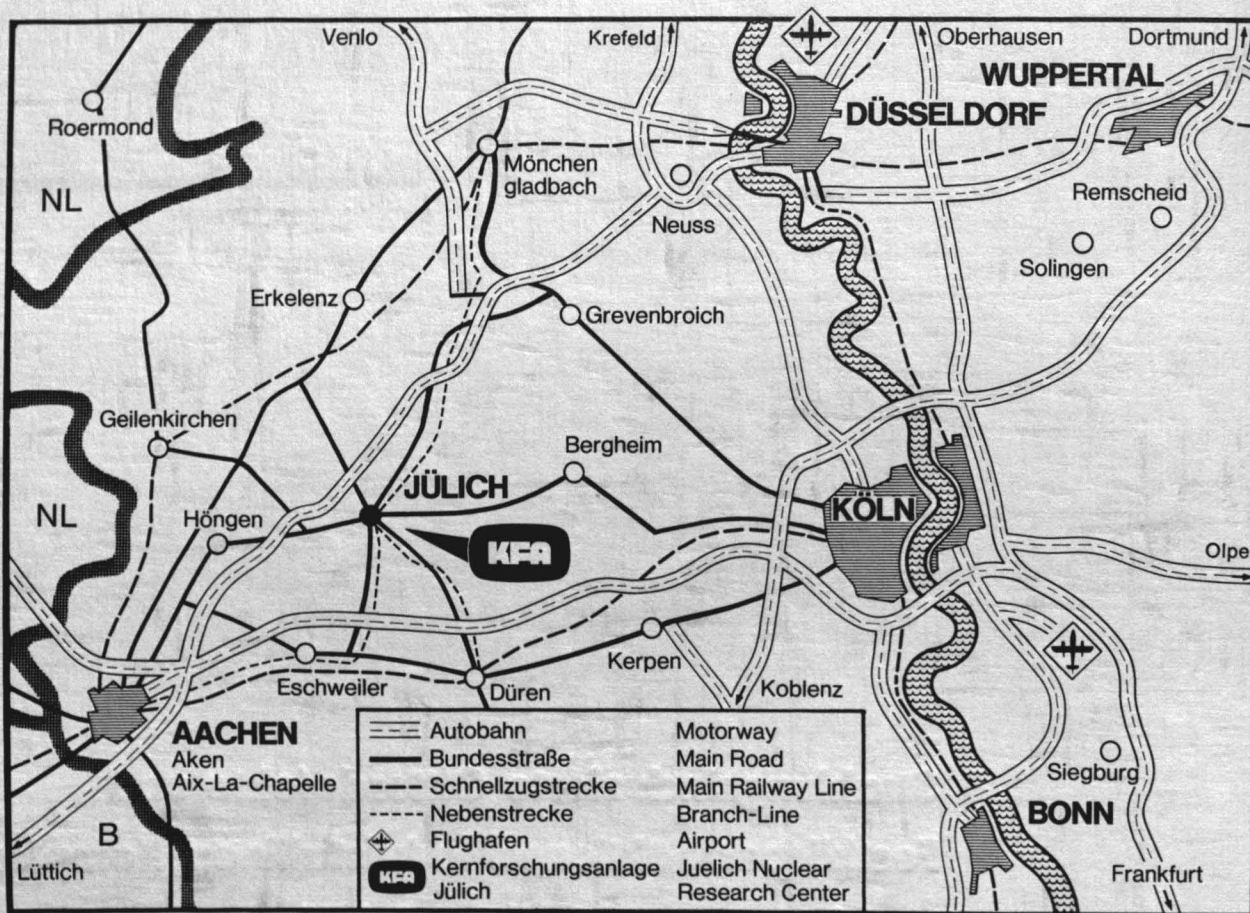 Venlo
Krefeld
Oberhausen
Dortmund
WUPPERTAL
DÜSSELDORF
Roermond
Mönchen
gladbach
NL
Neuss
Remscheid
Solingen
Erkelenz
Grevenbroich
Geilenkirchen
Bergheim
JÜLICH
NL
Höngen
KFA
KÖLN
Olpe
Kerpen
Eschweiler
Düren
Koblenz
AACHEN
Aken
Aix-La-Chapelle
Siegburg
BONN
B
Lüttich
Frankfurt
Autobahn Motorway
Bundesstraße Main Road
Schnellzugstrecke Main Railway Line
Nebenstrecke Branch-Line
Flughafen Airport
KFA Kernforschungsanlage Juelich Nuclear
Jülich Research Center